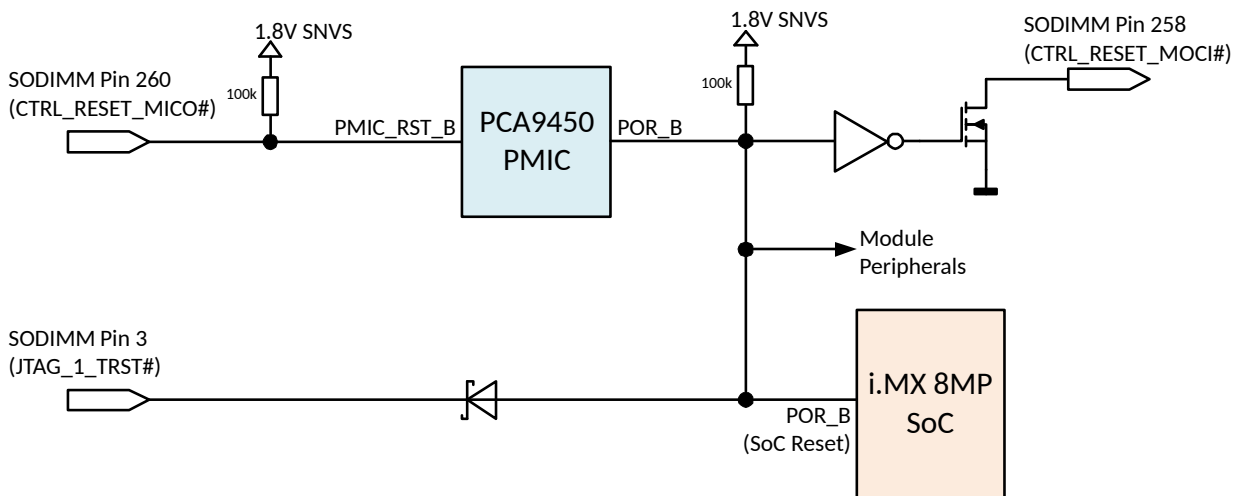 1.8V SNVS
1.8V SNVS
SODIMM Pin 258
(CTRL_RESET_MOCI#)
SODIMM Pin 260
(CTRL_RESET_MICO#)
100k
100k
PMIC_RST_B
PCA9450
PMIC
POR_B
Module
Peripherals
SODIMM Pin 3
(JTAG_1_TRST#)
i.MX 8MP
SoC
POR_B
(SoC Reset)